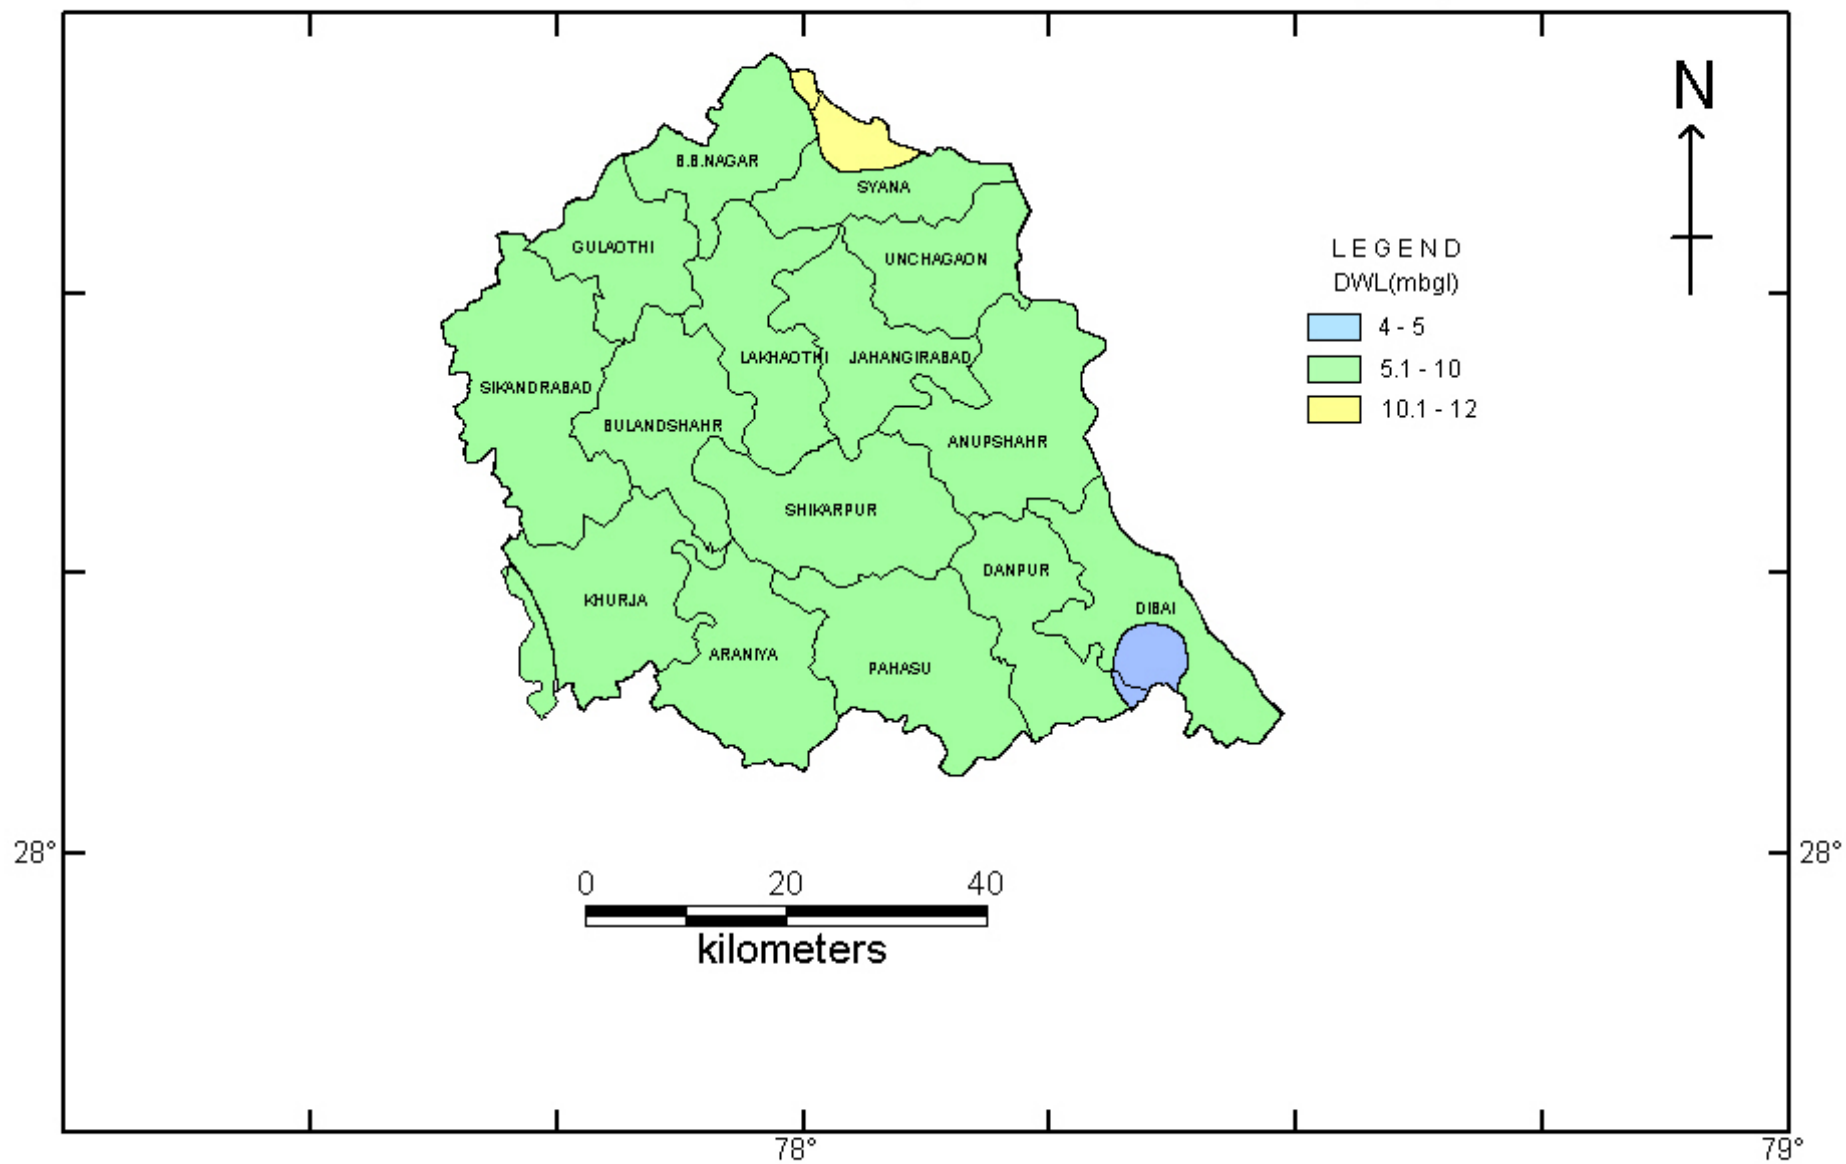 N
B.B.NAGAR
SYANA
GULAOTHI
UNCHAGAON
L E G E N D
DWL(mbgl)
4 - 5
5.1 - 10
10.1 - 12
LAKHAOTHI
JAHANGIRABAD
SIKANDRABAD
BULANDSHAHR
ANUPSHAHR
SHIKARPUR
DANPUR
KHURJA
DIBAI
ARANIYA
PAHASU
28°
28°
0 20 40
kilometers
78°
79°